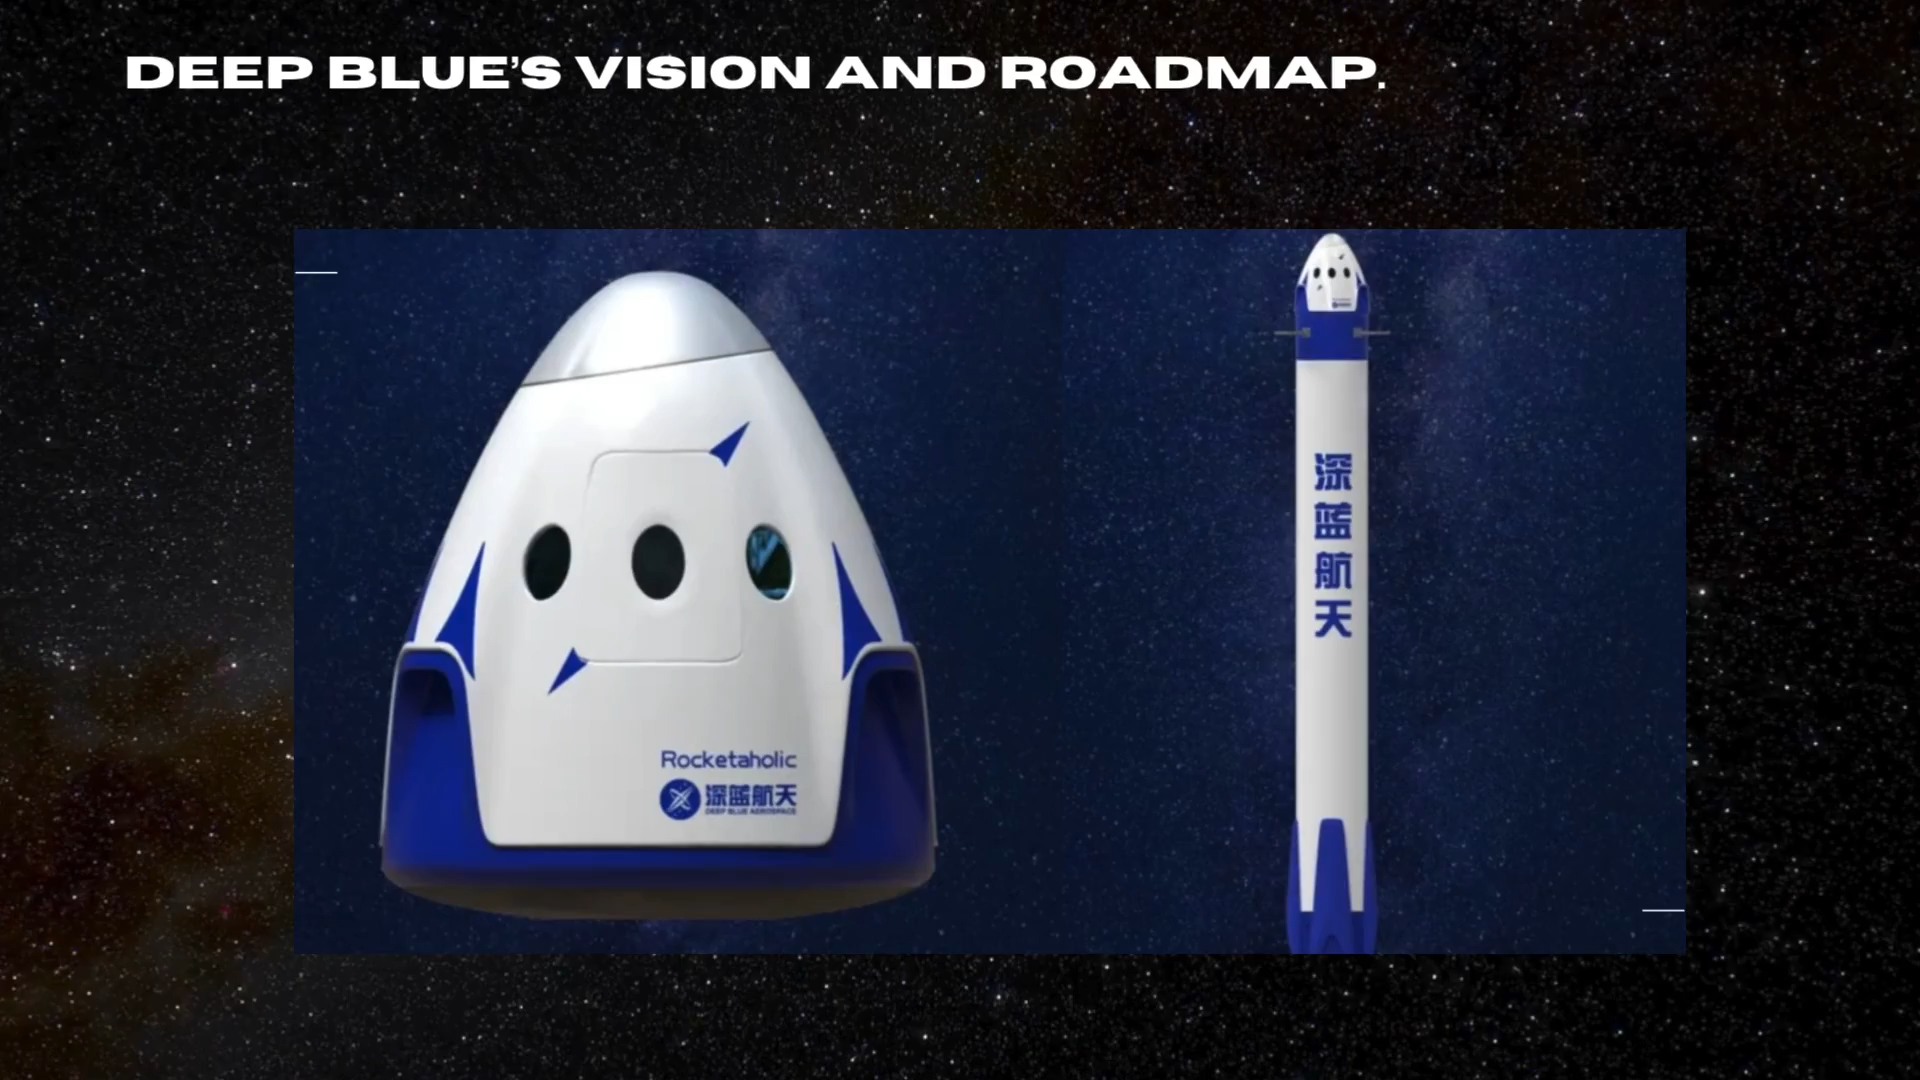 DEEP BLUE’S VISION AND ROADMAP.
Rocketaholic
深蓝航天
DEEP BLUE AEROSPACE
深
蓝
航
天